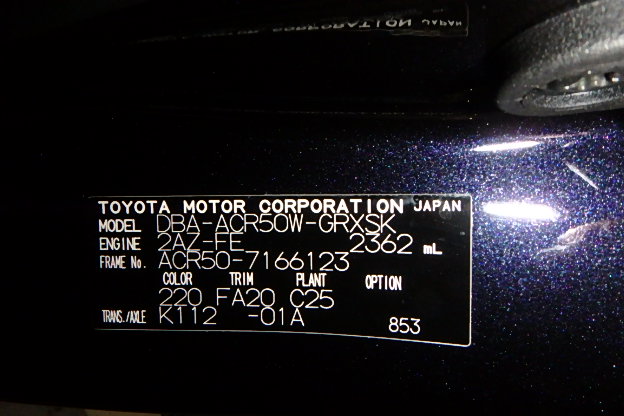 TOYOTA MOTOR CORPORATION JAPAN
MODEL DBA-ACR50W-GRXSK
ENGINE 2AZ-FE 2362 mL
FRAME No. ACR50-7166123
COLOR TRIM PLANT OPTION
220 FA20 C25
TRANS./AXLE K112 -01A 853